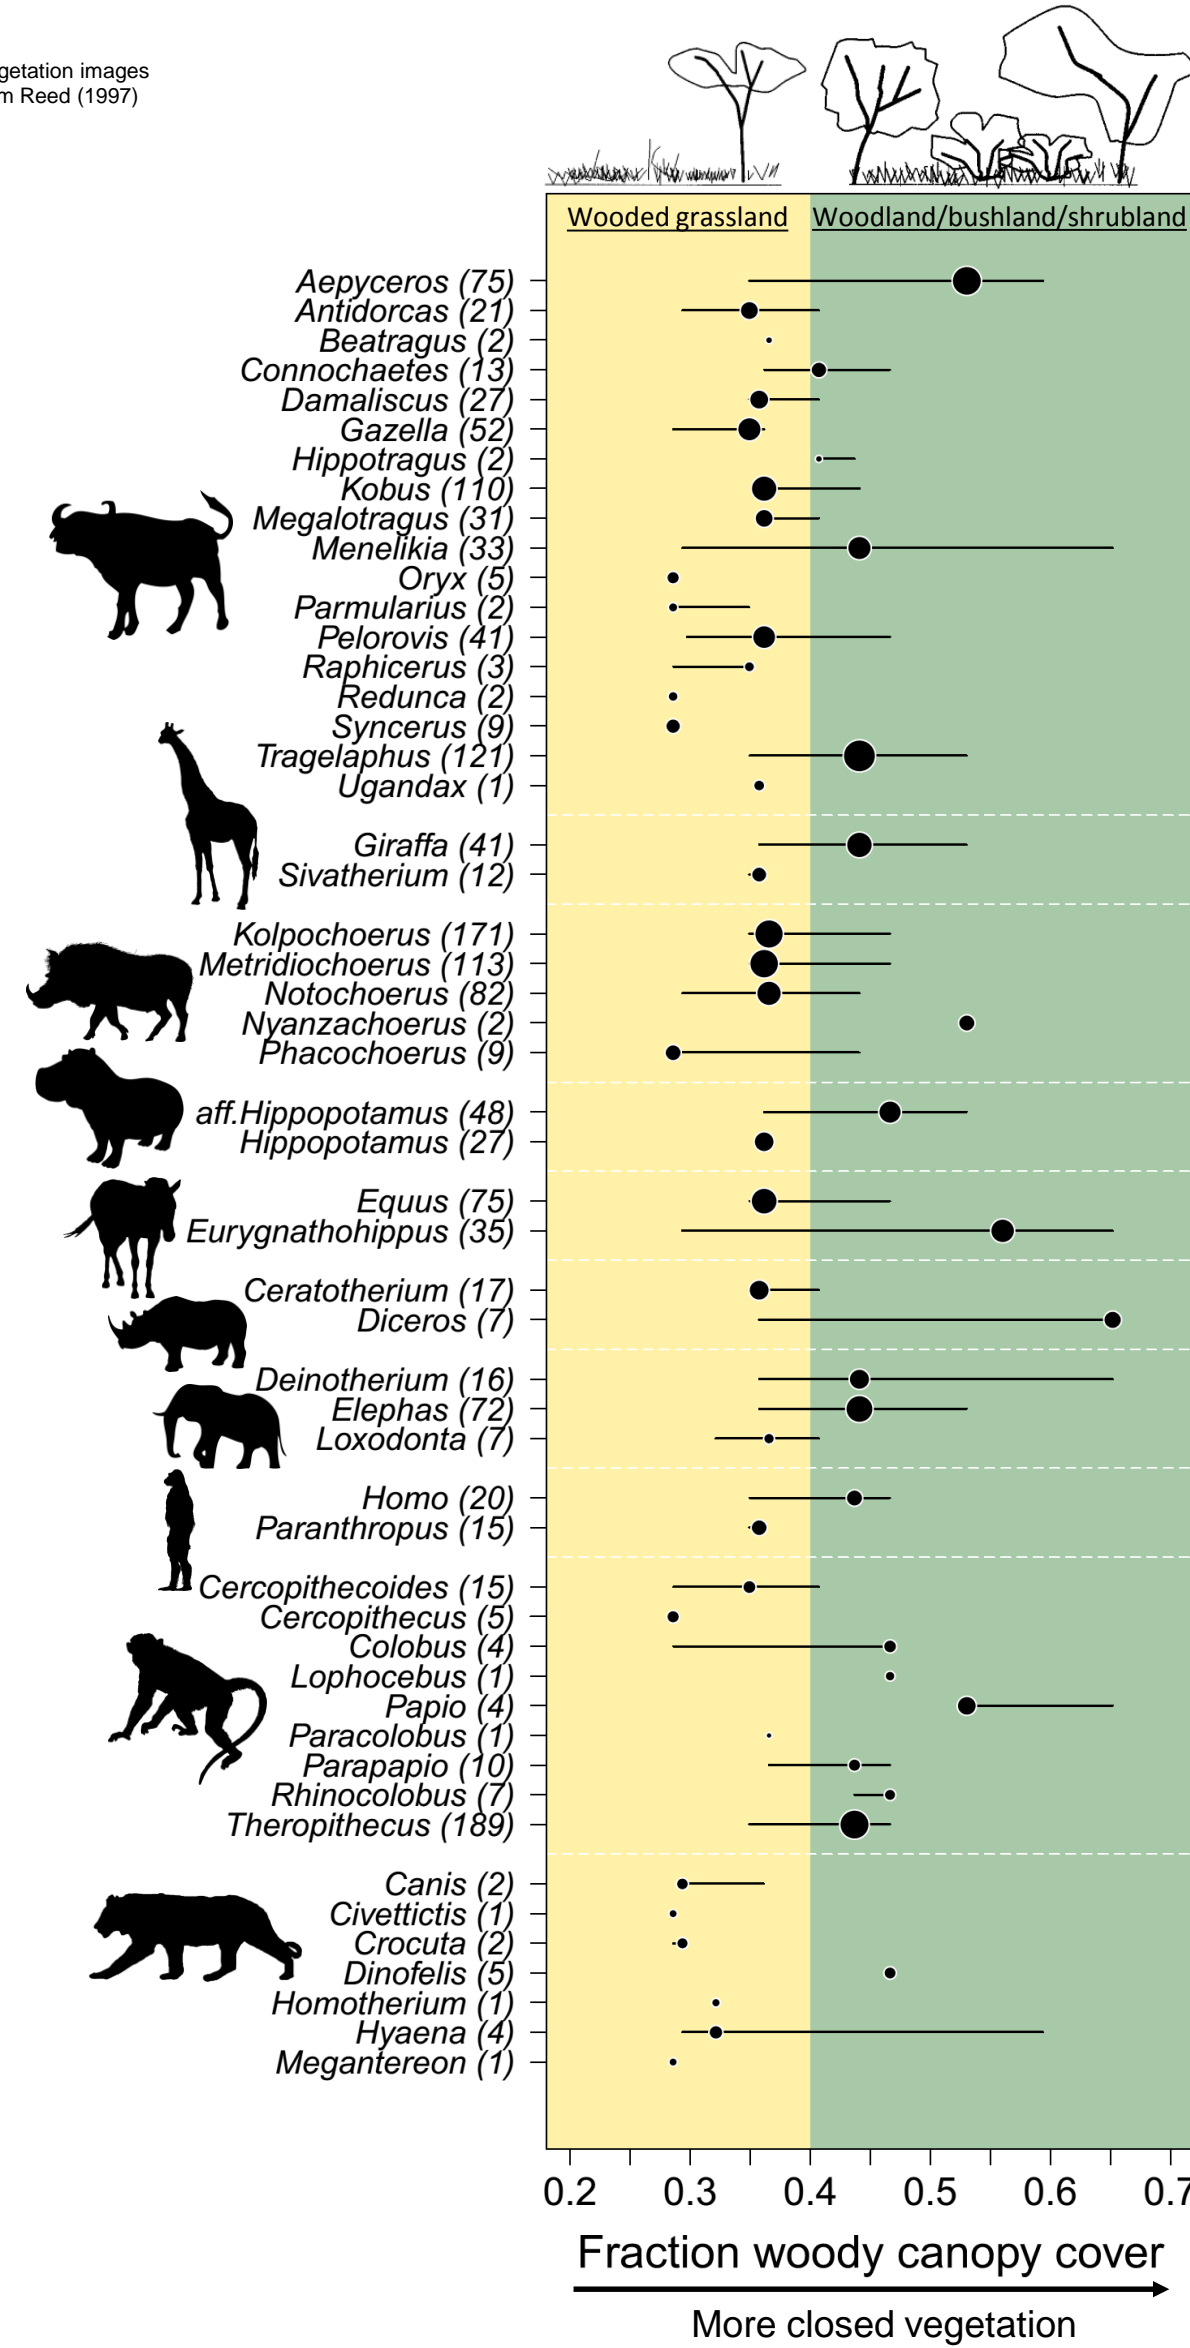 getation images
m Reed (1997)
Wooded grassland Woodland/bushland/shrubland
Aepyceros (75)
Antidorcas (21)
Beatragus (2)
Connochaetes (13)
Damaliscus (27)
Gazella (52)
Hippotragus (2)
Kobus (110)
Megalotragus (31)
Menelikia (33)
Oryx (5)
Parmularius (2)
Pelorovis (41)
Raphicerus (3)
Redunca (2)
Syncerus (9)
Tragelaphus (121)
Ugandax (1)
Giraffa (41)
Sivatherium (12)
Kolpochoerus (171)
Metridiochoerus (113)
Notochoerus (82)
Nyanzachoerus (2)
Phacochoerus (9)
aff.Hippopotamus (48)
Hippopotamus (27)
Equus (75)
Eurygnathohippus (35)
Ceratotherium (17)
Diceros (7)
Deinotherium (16)
Elephas (72)
Loxodonta (7)
Homo (20)
Paranthropus (15)
Cercopithecoides (15)
Cercopithecus (5)
Colobus (4)
Lophocebus (1)
Papio (4)
Paracolobus (1)
Parapapio (10)
Rhinocolobus (7)
Theropithecus (189)
Canis (2)
Civettictis (1)
Crocuta (2)
Dinofelis (5)
Homotherium (1)
Hyaena (4)
Megantereon (1)
0.2 0.3 0.4 0.5 0.6 0.7
Fraction woody canopy cover
More closed vegetation